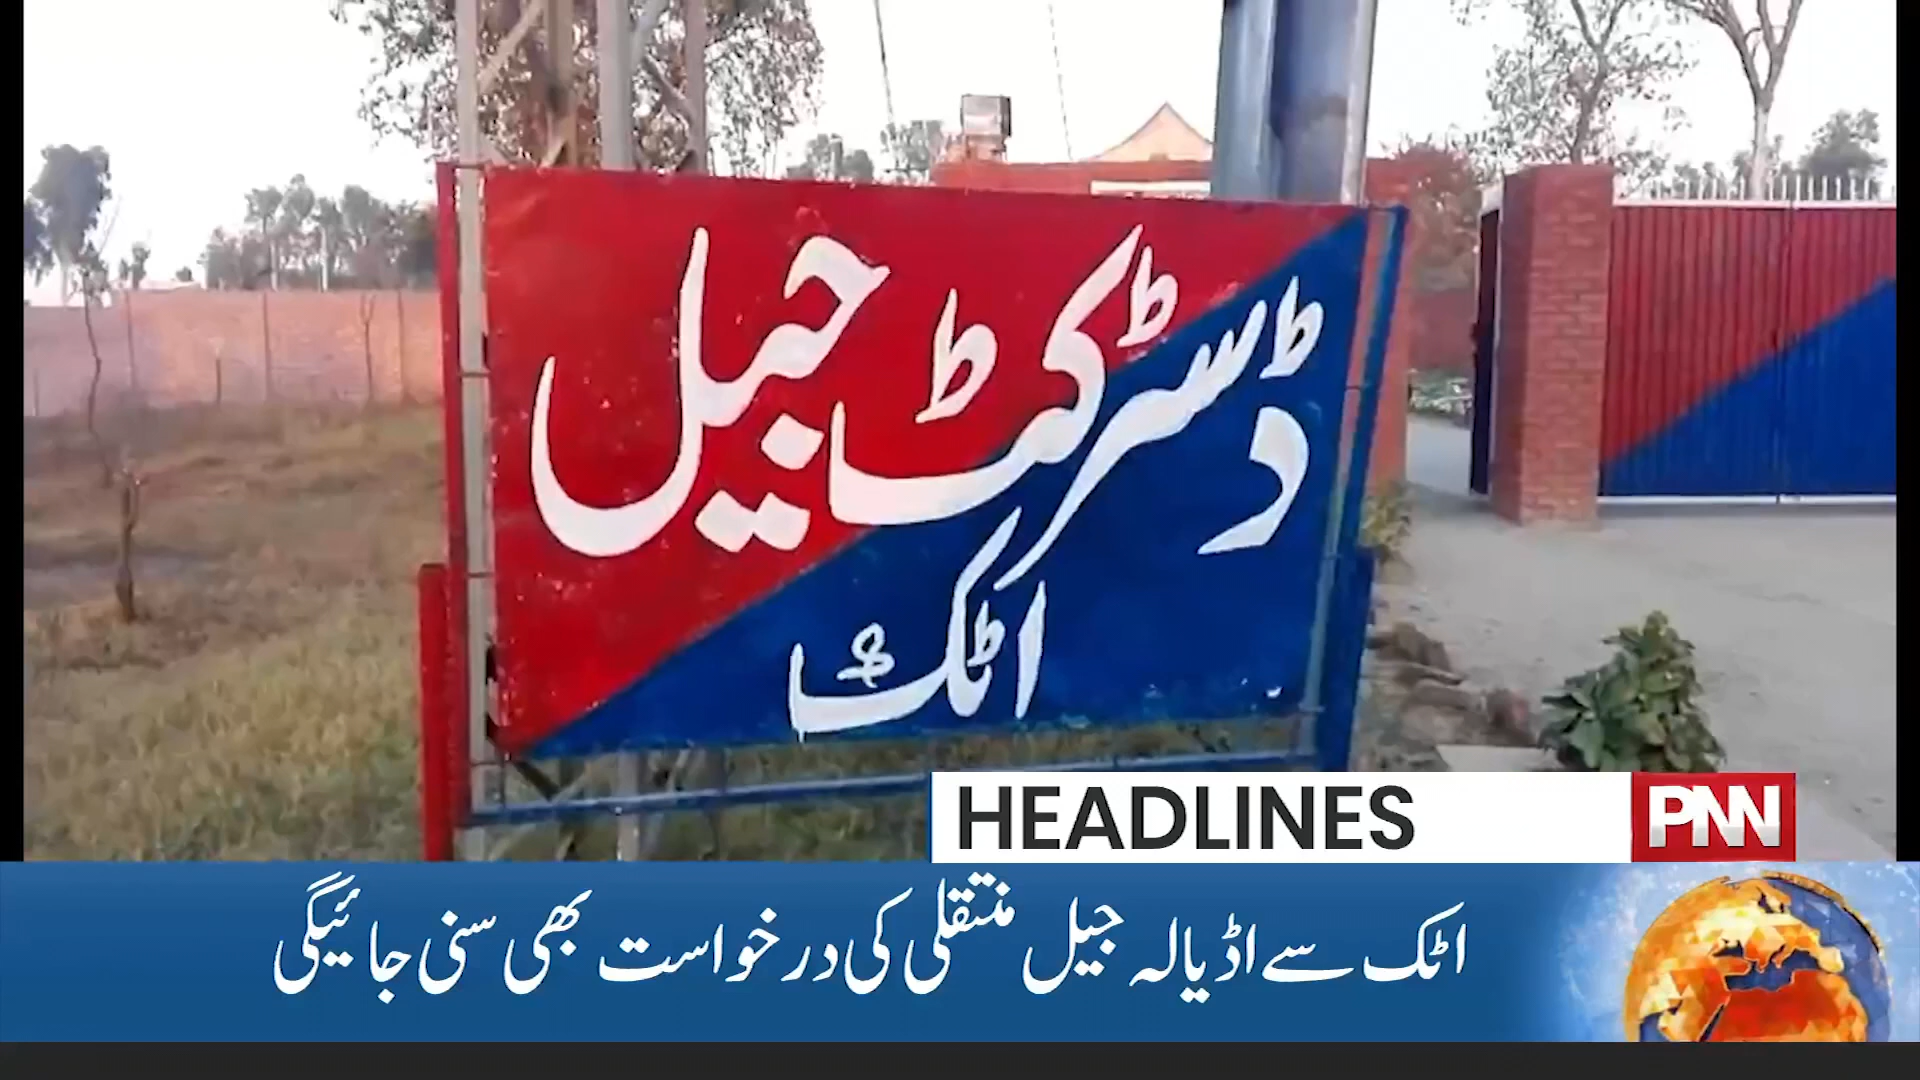 ڈسٹرکٹ جیل
اٹک
HEADLINES
PNN
اٹک سے اڈیالہ جیل منتقلی کی درخواست بھی سنی جائیگی